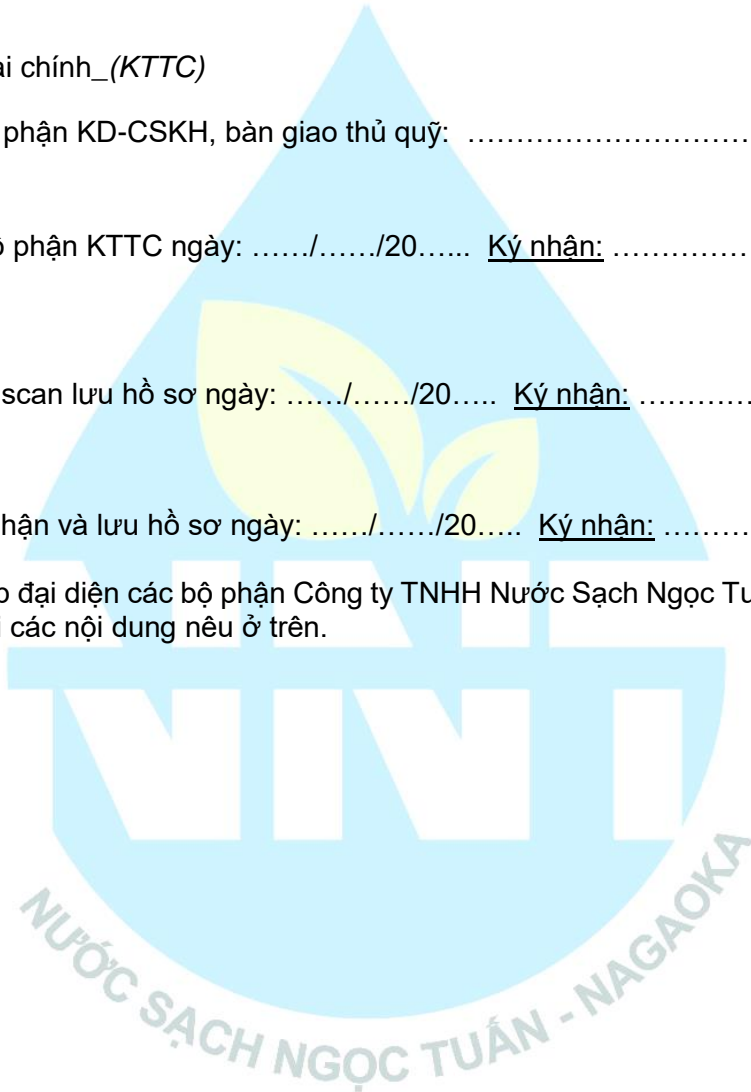 ài chính_(KTTC)
phận KD-CSKH, bàn giao thủ quỹ: ……………………………
phận KTTC ngày: ……/……/20…... Ký nhận: ………………
scan lưu hồ sơ ngày: ……/……/20….. Ký nhận: …………..
hận và lưu hồ sơ ngày: ……/……/20….. Ký nhận: ……….
đại diện các bộ phận Công ty TNHH Nước Sạch Ngọc Tu
các nội dung nêu ở trên.
NNT
NƯỚC SẠCH NGỌC TUẤN - NAGAOKA